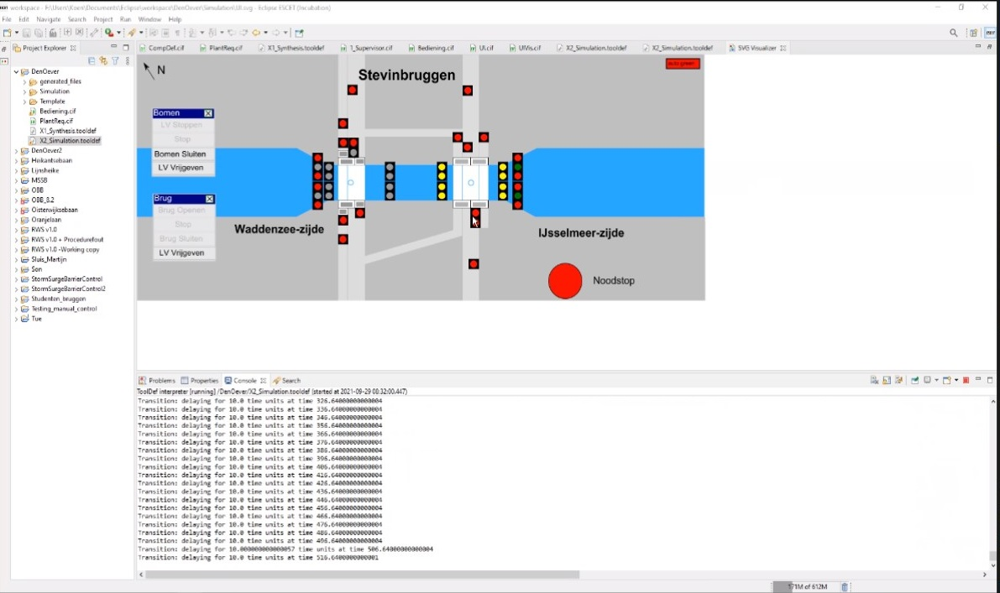 workspace - F:\Users\Koen\Documents\Eclipse\workspace\DenOever\Simulation\UI.svg - Eclipse ESCET (Incubation)
File Edit Navigate Search Project Run Window Help
Project Explorer
CompDef.cif PlantReq.cif X1_Synthesis.tooldef 1_Supervisor.cif Bediening.cif UI.cif UIVis.cif X2_Simulation.tooldef X2_Simulation.tooldef SVG Visualizer
DenOever
generated_files
Simulation
Template
Bediening.cif
PlantReq.cif
X1_Synthesis.tooldef
X2_Simulation.tooldef
DenOever2
Heikantsebaan
Lijnsheike
MSSB
OBB
OBB_8.2
Oisterwijksebaan
Oranjelaan
RWS v1.0
RWS v1.0 + Procedurefout
RWS v1.0 -Working copy
Sluis_Martijn
Son
StormSurgeBarrierControl
StormSurgeBarrierControl2
Studenten_bruggen
Testing_manual_control
Tue
N
Stevinbruggen
auto green
Bomen
LV Stoppen
Stop
Bomen Sluiten
LV Vrijgeven
Brug
Brug Openen
Stop
Brug Sluiten
LV Vrijgeven
Waddenzee-zijde
IJsselmeer-zijde
Noodstop
Problems Properties Console Search
ToolDef interpreter [running] /DenOever/X2_Simulation.tooldef (started at 2021-09-29 08:32:00.447)
Transition: delaying for 10.0 time units at time 326.64000000000004
Transition: delaying for 10.0 time units at time 336.64000000000004
Transition: delaying for 10.0 time units at time 346.64000000000004
Transition: delaying for 10.0 time units at time 356.64000000000004
Transition: delaying for 10.0 time units at time 366.64000000000004
Transition: delaying for 10.0 time units at time 376.64000000000004
Transition: delaying for 10.0 time units at time 386.64000000000004
Transition: delaying for 10.0 time units at time 396.64000000000004
Transition: delaying for 10.0 time units at time 406.64000000000004
Transition: delaying for 10.0 time units at time 416.64000000000004
Transition: delaying for 10.0 time units at time 426.64000000000004
Transition: delaying for 10.0 time units at time 436.64000000000004
Transition: delaying for 10.0 time units at time 446.64000000000004
Transition: delaying for 10.0 time units at time 456.64000000000004
Transition: delaying for 10.0 time units at time 466.64000000000004
Transition: delaying for 10.0 time units at time 476.64000000000004
Transition: delaying for 10.0 time units at time 486.64000000000004
Transition: delaying for 10.0 time units at time 496.64000000000004
Transition: delaying for 10.000000000000057 time units at time 506.64000000000004
Transition: delaying for 10.0 time units at time 516.6400000000001
171M of 612M